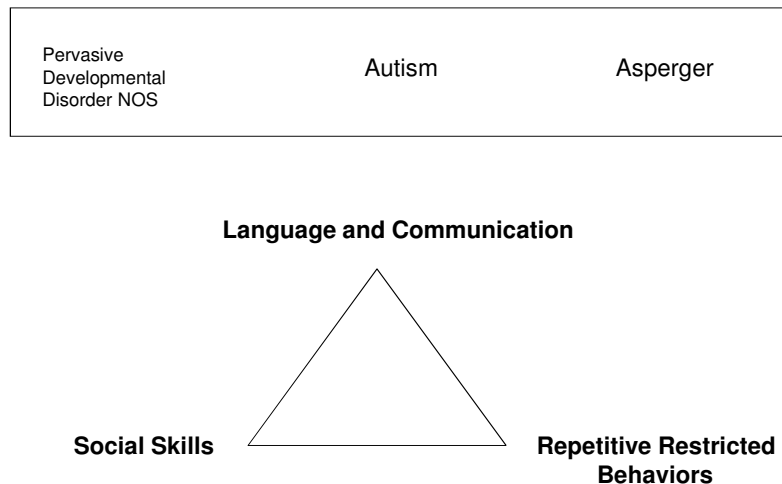 Pervasive
Developmental
Disorder NOS
Autism
Asperger
Language and Communication
Social Skills
Repetitive Restricted
Behaviors